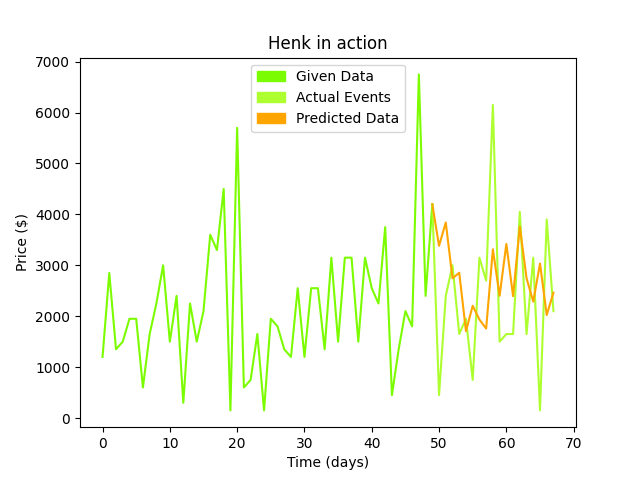 Henk in action
Given Data
Actual Events
Predicted Data
Price ($)
7000
6000
5000
4000
3000
2000
1000
0
0 10 20 30 40 50 60 70
Time (days)